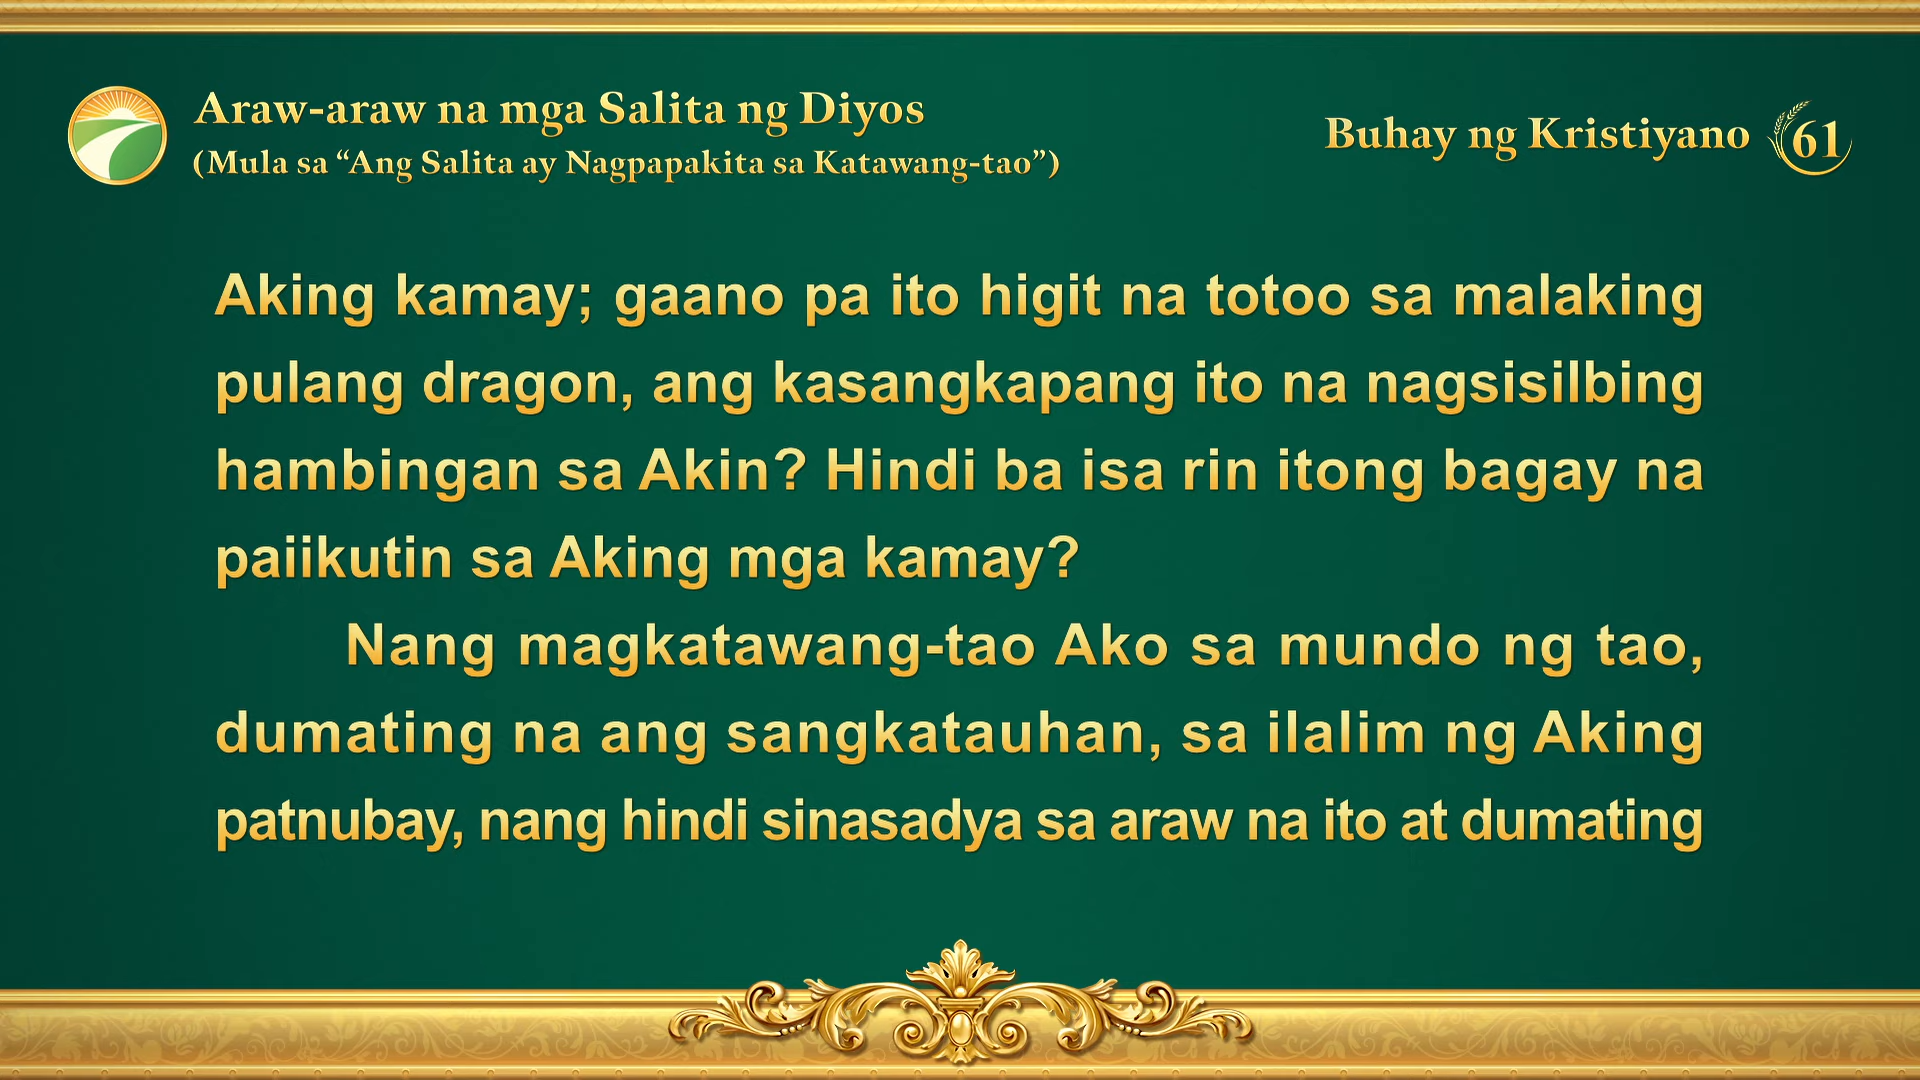 Araw-araw na mga Salita ng Diyos
(Mula sa “Ang Salita ay Nagpapakita sa Katawang-tao”)
Buhay ng Kristiyano 61
Aking kamay; gaano pa ito higit na totoo sa malaking
pulang dragon, ang kasangkapang ito na nagsisilbing
hambingan sa Akin? Hindi ba isa rin itong bagay na
paiikutin sa Aking mga kamay?
Nang magkatawang-tao Ako sa mundo ng tao,
dumating na ang sangkatauhan, sa ilalim ng Aking
patnubay, nang hindi sinasadya sa araw na ito at dumating